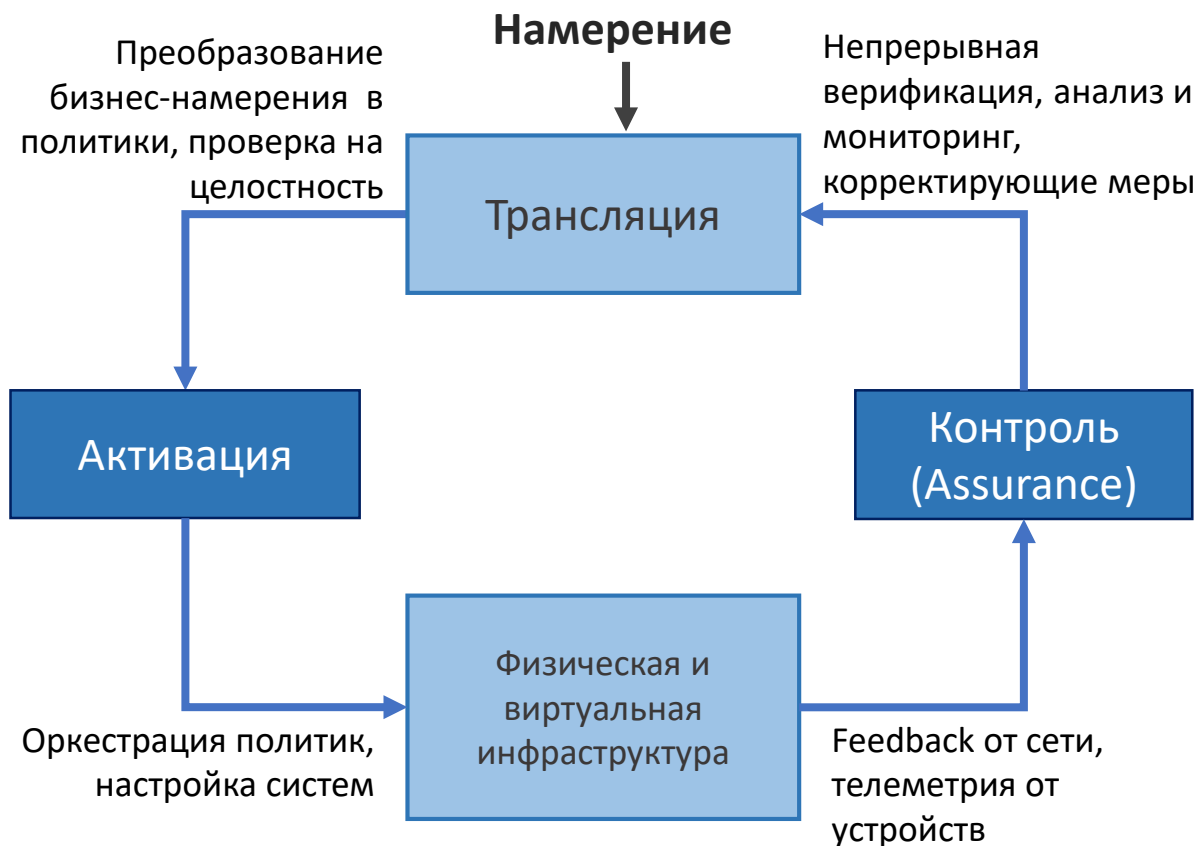 Намерение
Преобразование
бизнес-намерения в
политики, проверка на
целостность
Непрерывная
верификация, анализ и
мониторинг,
корректирующие меры
Трансляция
Активация
Контроль
(Assurance)
Физическая и
виртуальная
инфраструктура
Оркестрация политик,
настройка систем
Feedback от сети,
телеметрия от
устройств